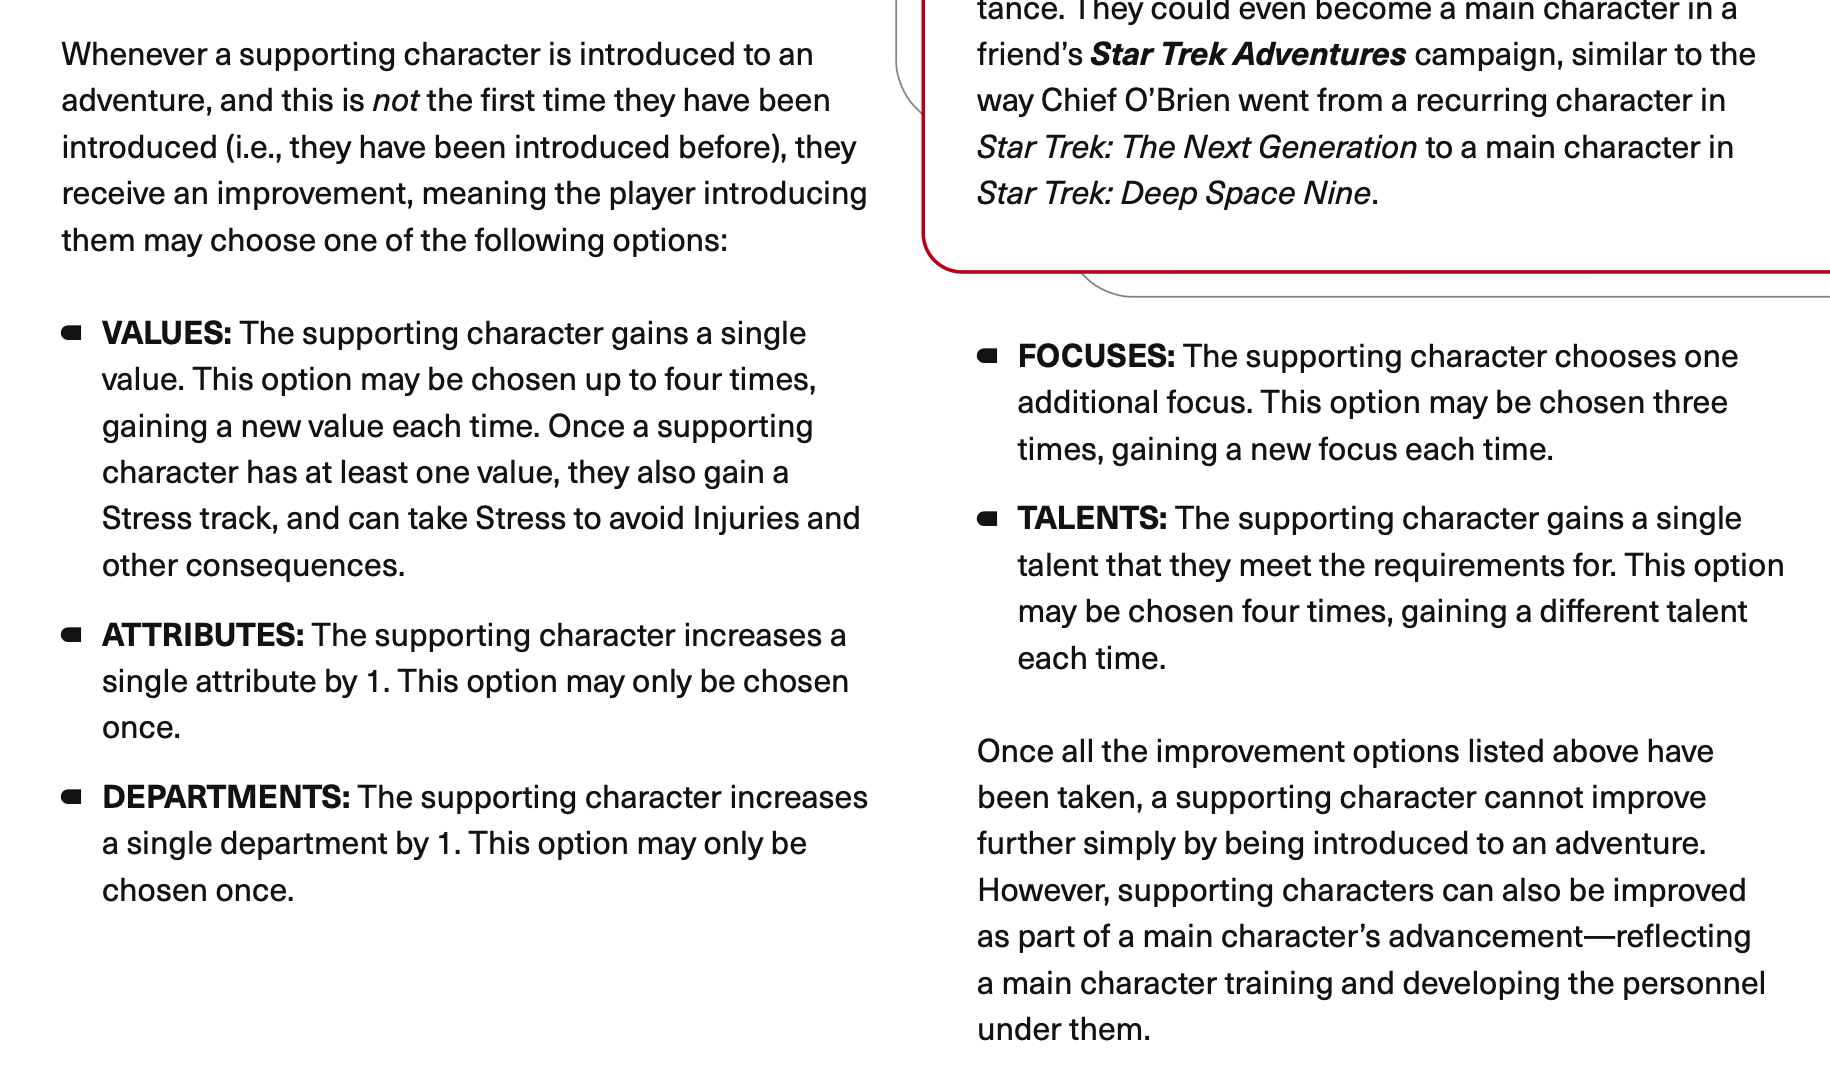 Whenever a supporting character is introduced to an
adventure, and this is not the first time they have been
introduced (i.e., they have been introduced before), they
receive an improvement, meaning the player introducing
them may choose one of the following options:
VALUES: The supporting character gains a single
value. This option may be chosen up to four times,
gaining a new value each time. Once a supporting
character has at least one value, they also gain a
Stress track, and can take Stress to avoid Injuries and
other consequences.
ATTRIBUTES: The supporting character increases a
single attribute by 1. This option may only be chosen
once.
DEPARTMENTS: The supporting character increases
a single department by 1. This option may only be
chosen once.
tance. They could even become a main character in a
friend’s Star Trek Adventures campaign, similar to the
way Chief O’Brien went from a recurring character in
Star Trek: The Next Generation to a main character in
Star Trek: Deep Space Nine.
FOCUSES: The supporting character chooses one
additional focus. This option may be chosen three
times, gaining a new focus each time.
TALENTS: The supporting character gains a single
talent that they meet the requirements for. This option
may be chosen four times, gaining a different talent
each time.
Once all the improvement options listed above have
been taken, a supporting character cannot improve
further simply by being introduced to an adventure.
However, supporting characters can also be improved
as part of a main character’s advancement—reflecting
a main character training and developing the personnel
under them.